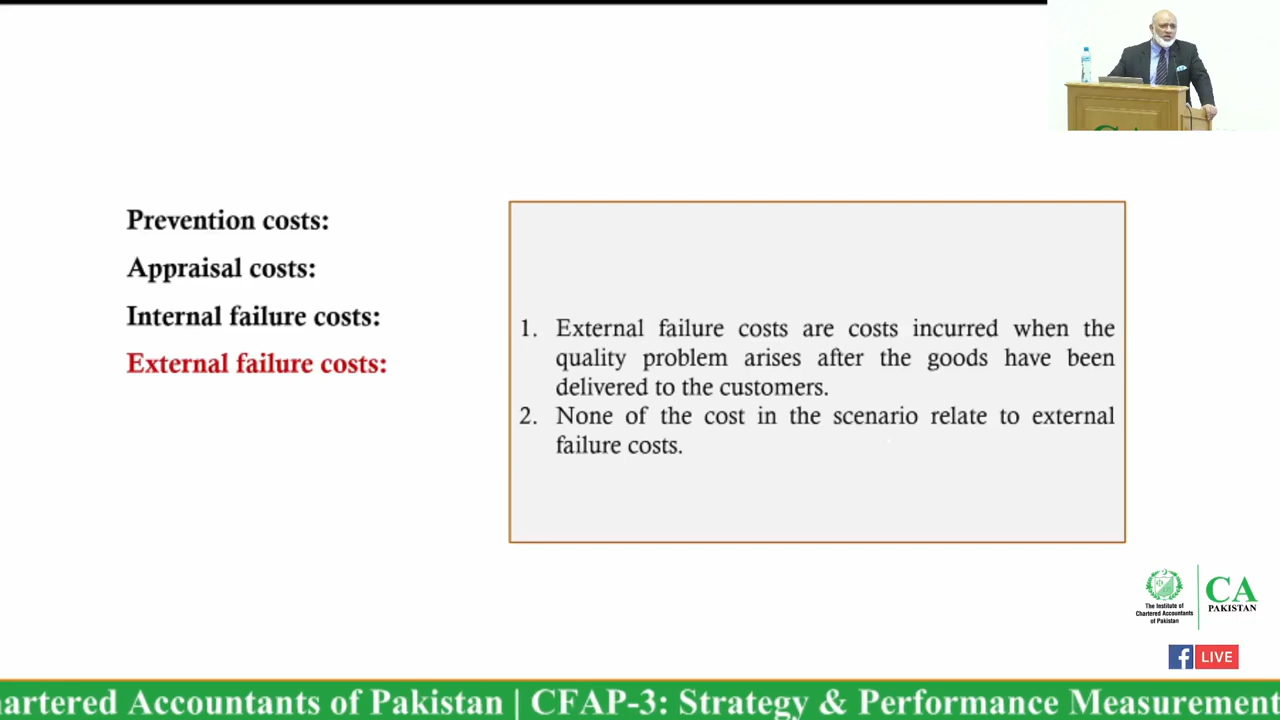 Prevention costs:
Appraisal costs:
Internal failure costs:
External failure costs:
1. External failure costs are costs incurred when the
quality problem arises after the goods have been
delivered to the customers.
2. None of the cost in the scenario relate to external
failure costs.
The Institute of
Chartered Accountants
of Pakistan
CA
PAKISTAN
f LIVE
artered Accountants of Pakistan | CFAP-3: Strategy & Performance Measurement